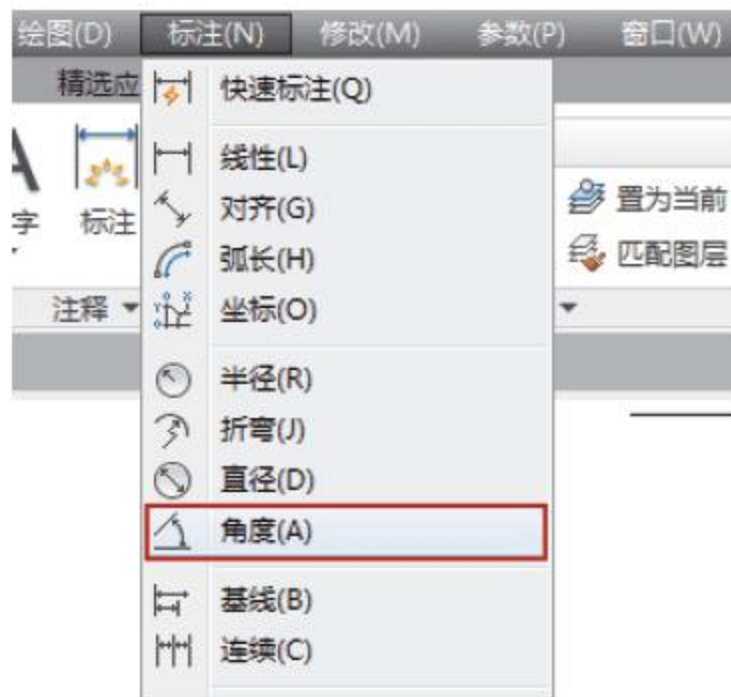 绘图(D) 标注(N) 修改(M) 参数(P) 窗口(W)
精选应
快速标注(Q)
线性(L)
置为当前
字 标注 对齐(G)
弧长(H) 匹配图层
注释 坐标(O)
半径(R)
折弯(J)
直径(D)
角度(A)
基线(B)
连续(C)